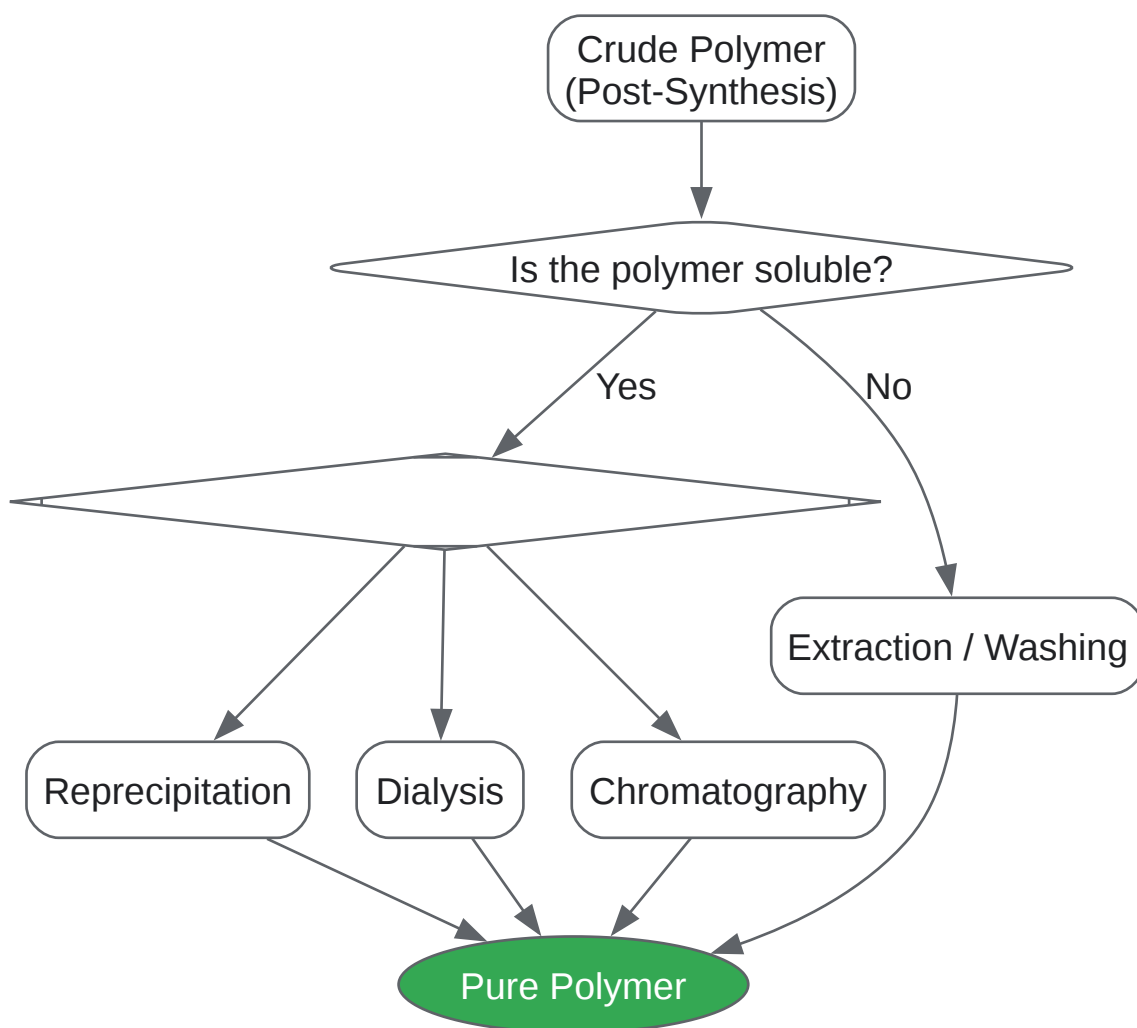 Crude Polymer
(Post-Synthesis)
Is the polymer soluble?
Yes
No
Extraction / Washing
Reprecipitation
Dialysis
Chromatography
Pure Polymer